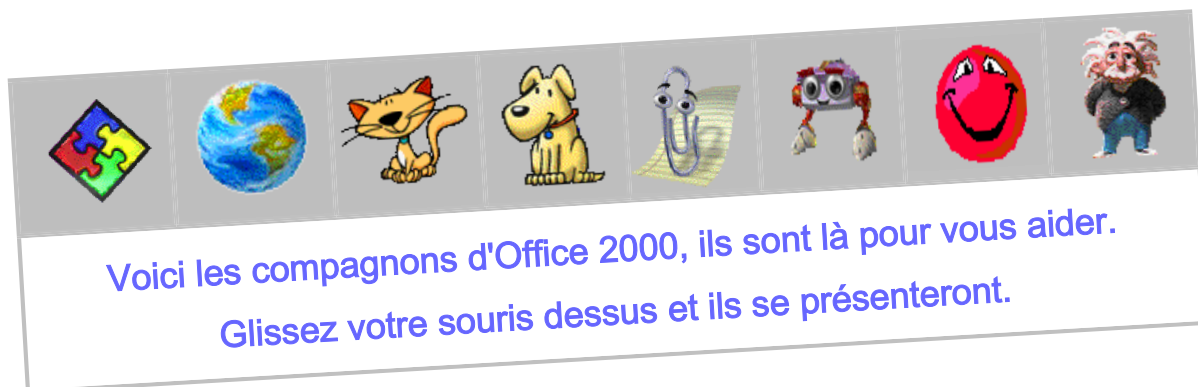 Voici les compagnons d'Office 2000, ils sont là pour vous aider.
Glissez votre souris dessus et ils se présenteront.